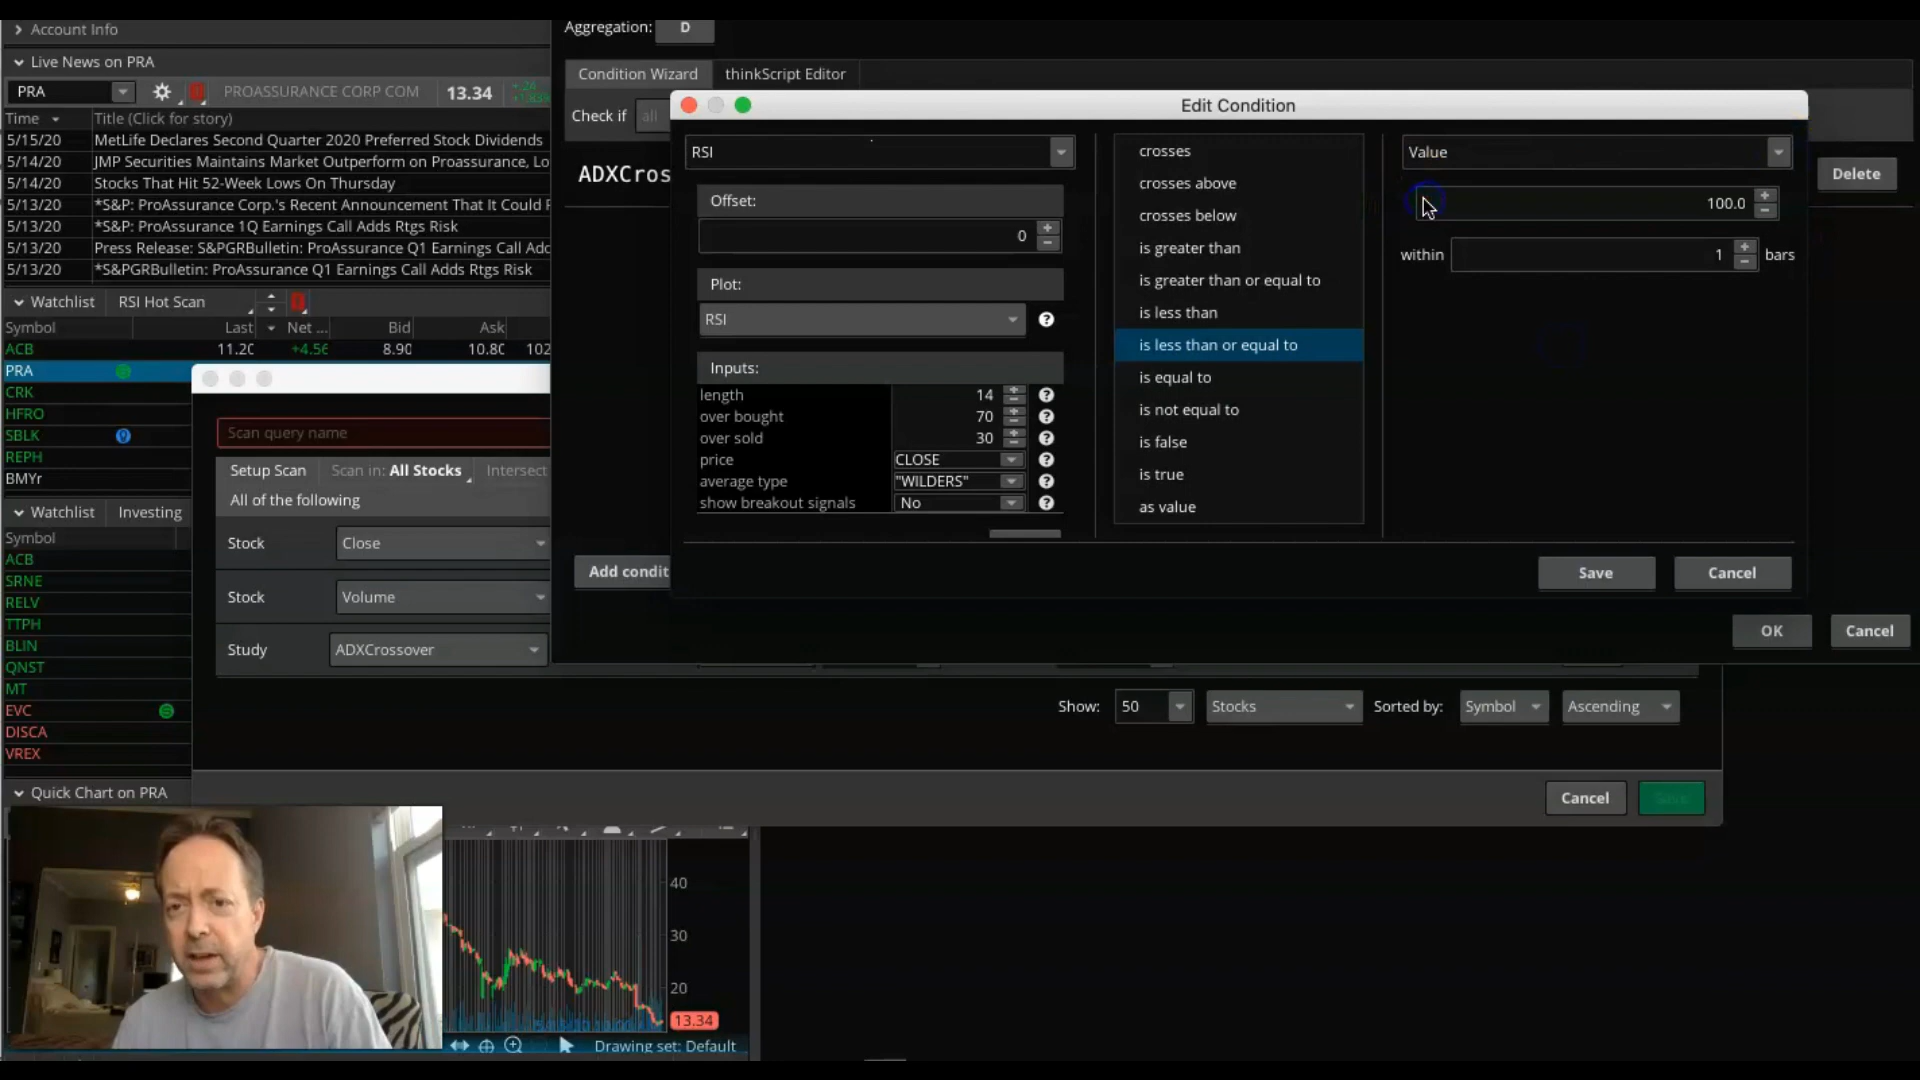 Account Info
Live News on PRA
PRA PROASSURANCE CORP COM 13.34
Time Title (Click for story)
5/15/20 MetLife Declares Second Quarter 2020 Preferred Stock Dividends
5/14/20 JMP Securities Maintains Market Outperform on Proassurance, Lo
5/14/20 Stocks That Hit 52-Week Lows On Thursday
5/13/20 *S&P: ProAssurance Corp.'s Recent Announcement That It Could F
5/13/20 *S&P: ProAssurance 1Q Earnings Call Adds Rtgs Risk
5/13/20 Press Release: S&PGRBulletin: ProAssurance Q1 Earnings Call Add
5/13/20 *S&PGRBulletin: ProAssurance Q1 Earnings Call Adds Rtgs Risk
Watchlist RSI Hot Scan
Symbol Last Net ... Bid Ask
ACB 11.20 +4.56 8.90 10.80 102
PRA
CRK
HFRO
SBLK
REPH
BMYr
Watchlist Investing
Symbol
ACB
SRNE
RELV
TTPH
BLIN
QNST
MT
EVC
DISCA
VREX
Quick Chart on PRA
Aggregation: D
Condition Wizard thinkScript Editor
Check if all
ADXCros
Add condit
Delete
OK Cancel
Edit Condition
RSI
Offset:
0
Plot:
RSI
Inputs:
length 14
over bought 70
over sold 30
price CLOSE
average type "WILDERS"
show breakout signals No
crosses
crosses above
crosses below
is greater than
is greater than or equal to
is less than
is less than or equal to
is equal to
is not equal to
is false
is true
as value
Value
100.0
within 1 bars
Save Cancel
Scan query name
Setup Scan Scan in: All Stocks Intersect
All of the following
Stock Close
Stock Volume
Study ADXCrossover
Show: 50 Stocks Sorted by: Symbol Ascending
Cancel
40
30
20
13.34
Drawing set: Default